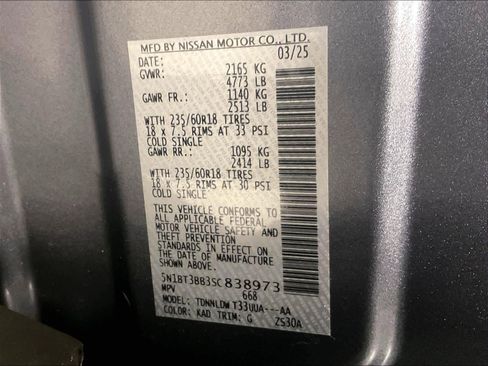 MFD BY NISSAN MOTOR CO., LTD.
DATE: 03/25
GVWR: 2165 KG
4773 LB
GAWR FR.: 1140 KG
2513 LB
WITH 235/60R18 TIRES
18 x 7.5 RIMS AT 33 PSI
COLD SINGLE
GAWR RR.: 1095 KG
2414 LB
WITH 235/60R18 TIRES
18 x 7.5 RIMS AT 30 PSI
COLD SINGLE
THIS VEHICLE CONFORMS TO
ALL APPLICABLE FEDERAL
MOTOR VEHICLE SAFETY AND
THEFT PREVENTION
STANDARDS IN EFFECT ON
THE DATE OF MANUFACTURE
SHOWN ABOVE.
5N1BT3BB3SC838973
MPV 668
MODEL: TDNNLDWT33UUA---AA
COLOR: KAD TRIM: G 2S30A